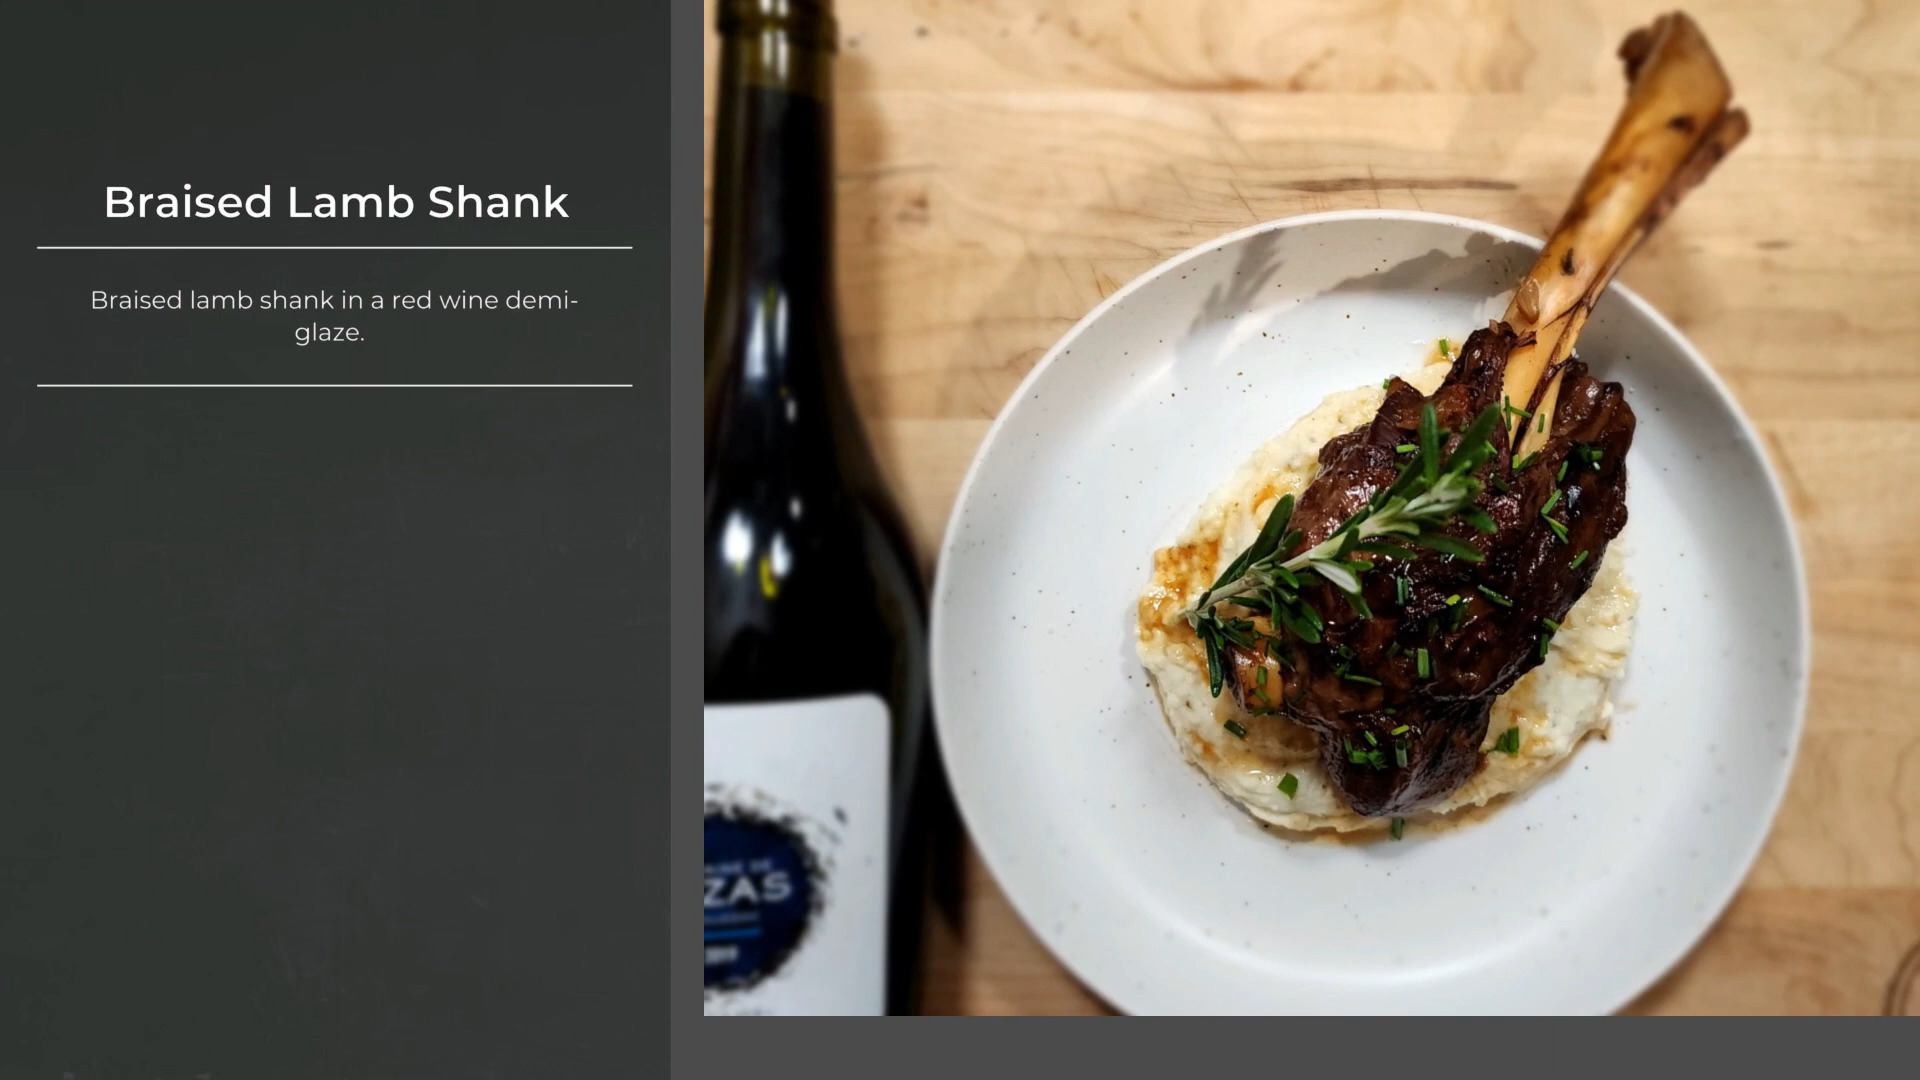 Braised Lamb Shank
Braised lamb shank in a red wine demi-
glaze.
ZAS